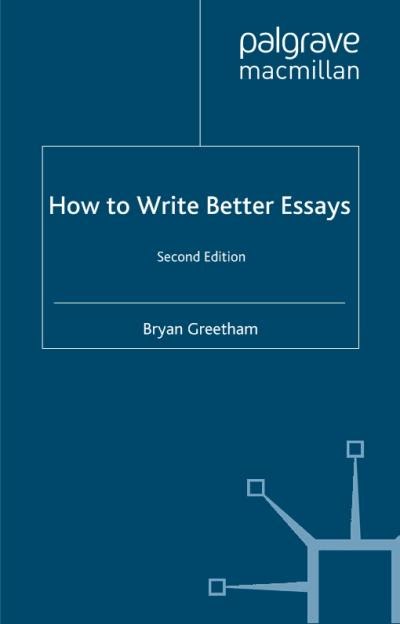 palgrave
macmillan
How to Write Better Essays
Second Edition
Bryan Greetham